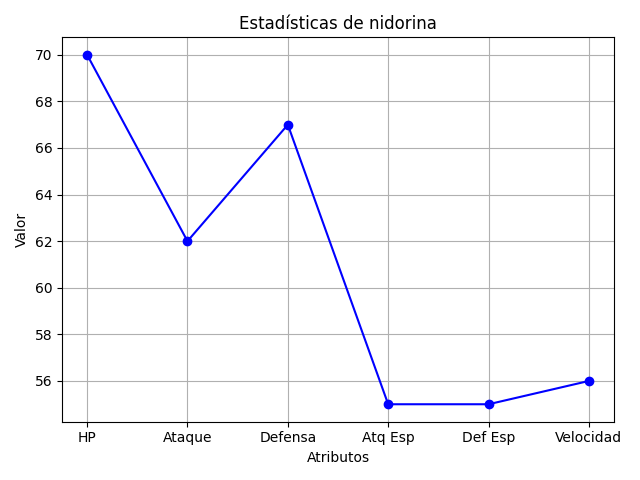 Estadísticas de nidorina
Valor
70
68
66
64
62
60
58
56
HP Ataque Defensa Atq Esp Def Esp Velocidad
Atributos